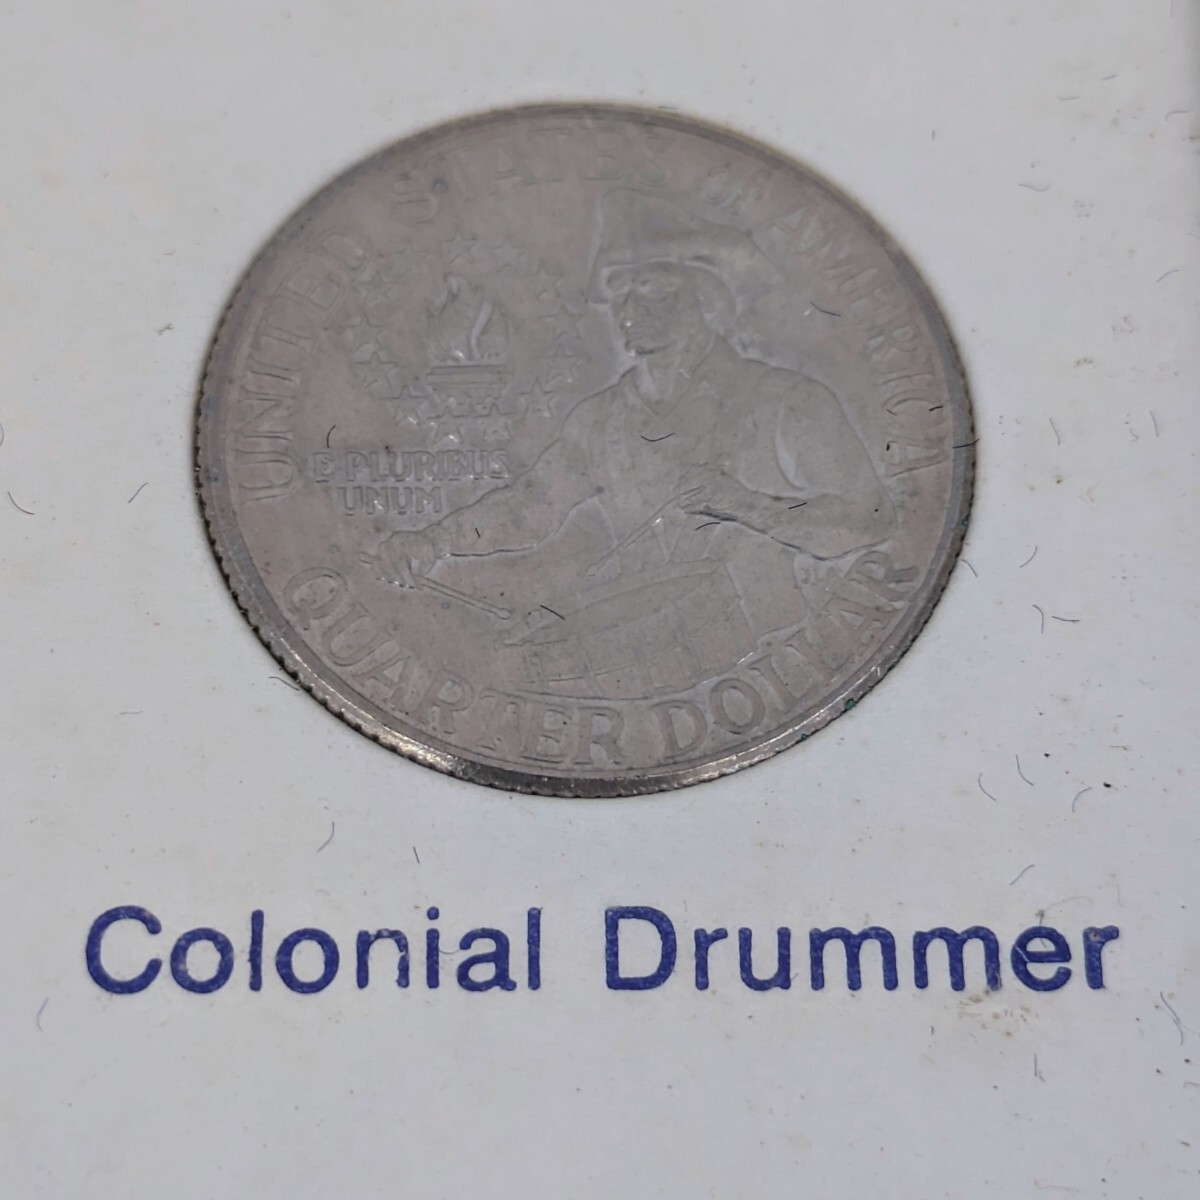 UNITED STATES OF AMERICA
E PLURIBUS
UNUM
QUARTER DOLLAR
Colonial Drummer